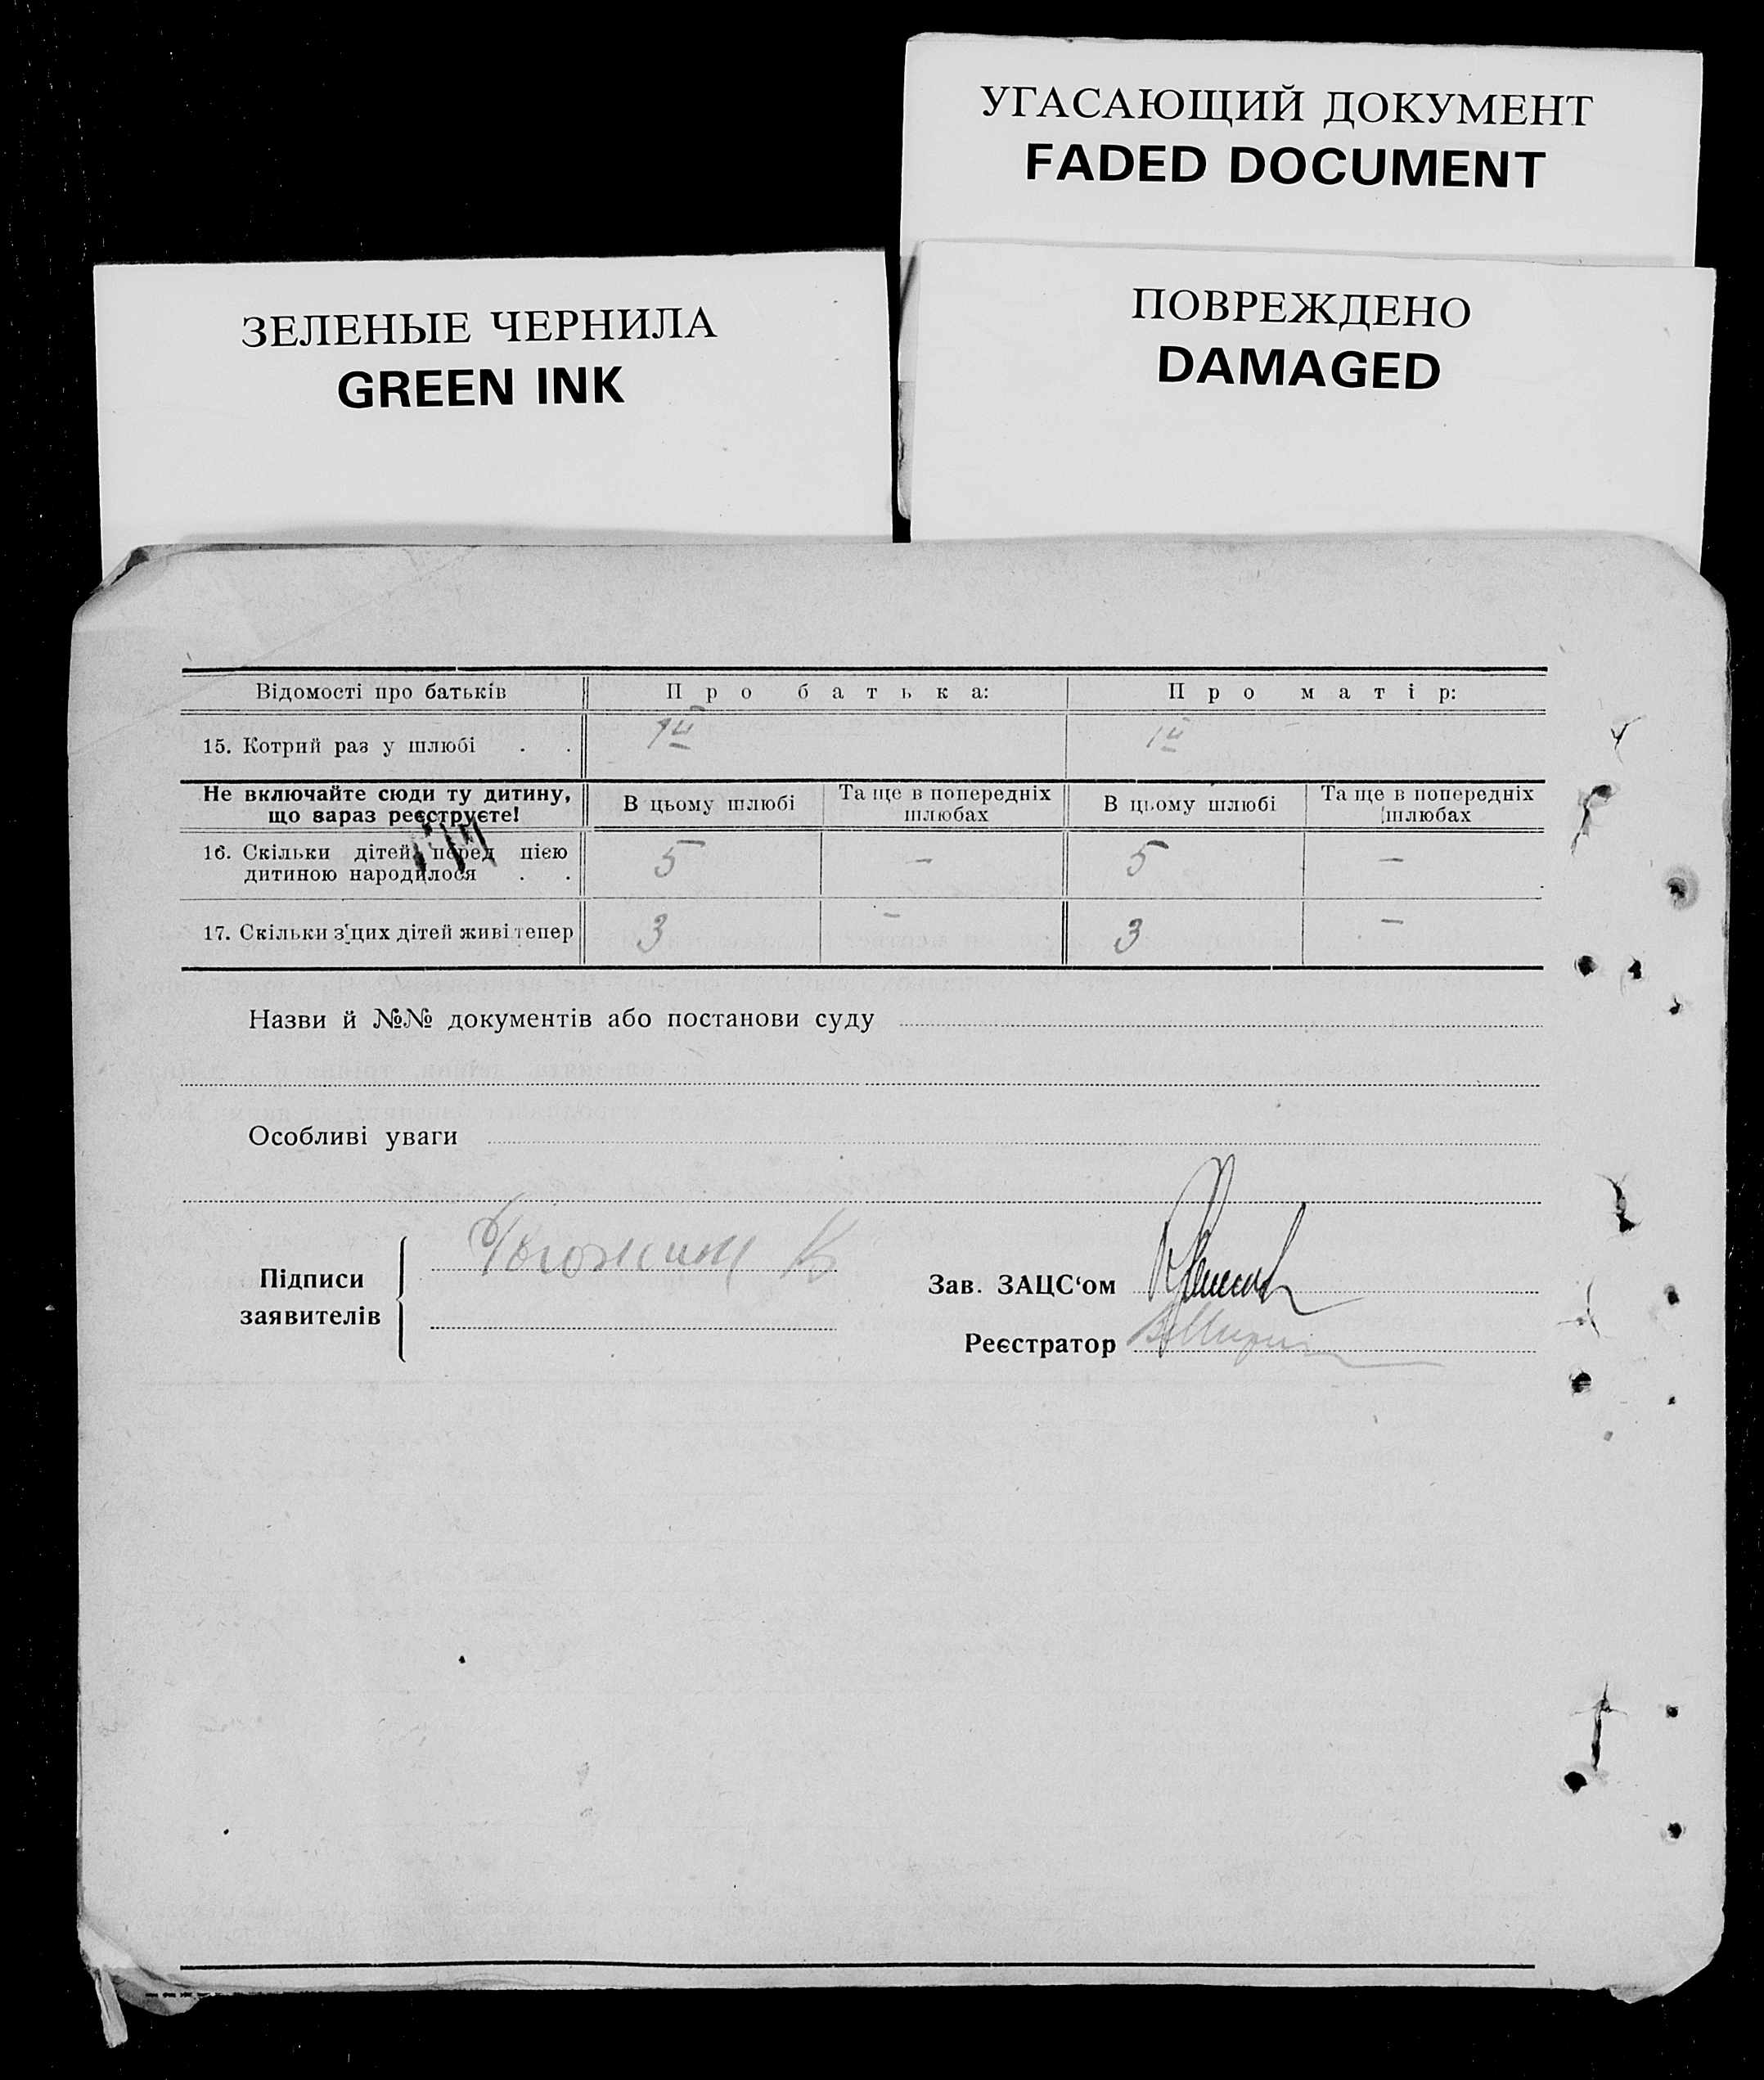 УГАСАЮЩИЙ ДОКУМЕНТ
FADED DOCUMENT
ЗЕЛЕНЫЕ ЧЕРНИЛА
GREEN INK
ПОВРЕЖДЕНО
DAMAGED
Відомості про батьків Про батька: Про матір:
15. Котрий раз у шлюбі . . 1й 1й
Не включайте сюди ту дитину, що вараз реєструєте! В цьому шлюбі Та ще в попередніх шлюбах В цьому шлюбі Та ще в попередніх шлюбах
16. Скільки дітей перед цією 5 – 5 –
дитиною народилося . .
17. Скільки з цих дітей живі тепер 3 – 3 –
Назви й №№ документів або постанови суду
Особливі уваги
Підписи
заявителів
Зав. ЗАЦС‘ом
Реєстратор